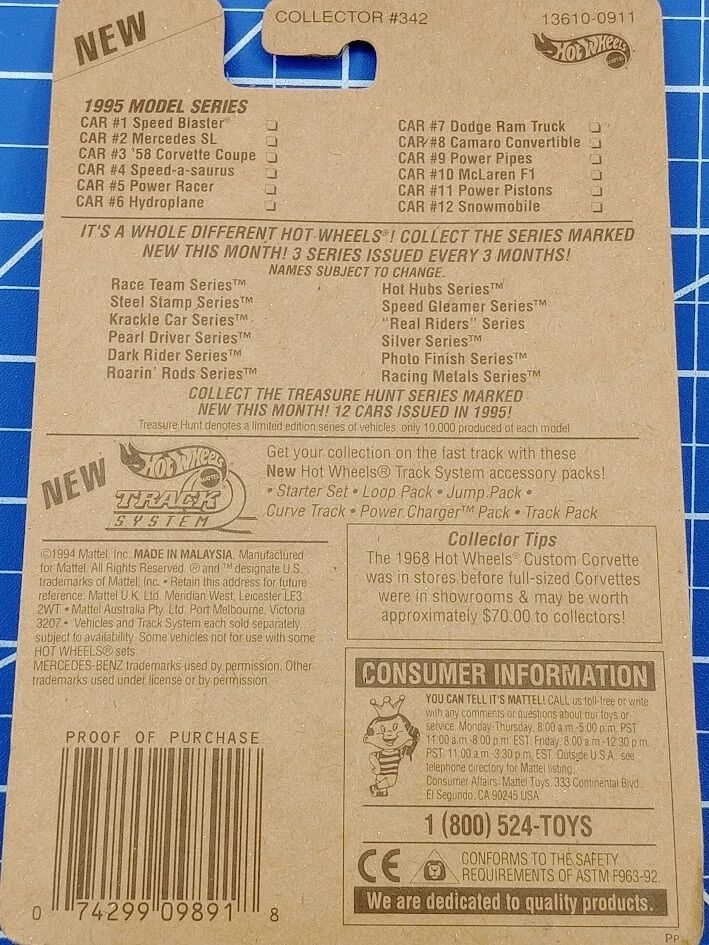 NEW
COLLECTOR #342
13610-0911
HOT WHEELS
MATTEL
1995 MODEL SERIES
CAR #1 Speed Blaster®
CAR #2 Mercedes SL
CAR #3 '58 Corvette Coupe
CAR #4 Speed-a-saurus
CAR #5 Power Racer
CAR #6 Hydroplane
CAR #7 Dodge Ram Truck
CAR #8 Camaro Convertible
CAR #9 Power Pipes
CAR #10 McLaren F1
CAR #11 Power Pistons
CAR #12 Snowmobile
IT'S A WHOLE DIFFERENT HOT WHEELS®! COLLECT THE SERIES MARKED
NEW THIS MONTH! 3 SERIES ISSUED EVERY 3 MONTHS!
NAMES SUBJECT TO CHANGE.
Race Team Series™
Steel Stamp Series™
Krackle Car Series™
Pearl Driver Series™
Dark Rider Series™
Roarin' Rods Series™
Hot Hubs Series™
Speed Gleamer Series™
"Real Riders" Series
Silver Series™
Photo Finish Series™
Racing Metals Series™
COLLECT THE TREASURE HUNT SERIES MARKED
NEW THIS MONTH! 12 CARS ISSUED IN 1995!
Treasure Hunt denotes a limited edition series of vehicles, only 10,000 produced of each model
NEW
HOT WHEELS
MATTEL
TRACK
SYSTEM
Get your collection on the fast track with these
New Hot Wheels® Track System accessory packs!
• Starter Set • Loop Pack • Jump Pack •
Curve Track • Power Charger™ Pack • Track Pack
©1994 Mattel, Inc. MADE IN MALAYSIA. Manufactured
for Mattel. All Rights Reserved. ® and ™ designate U.S.
trademarks of Mattel, Inc. • Retain this address for future
reference: Mattel U.K. Ltd. Meridian West, Leicester LE3
2WT • Mattel Australia Pty. Ltd. Port Melbourne, Victoria
3207 • Vehicles and Track System each sold separately,
subject to availability. Some vehicles not for use with some
HOT WHEELS® sets.
MERCEDES-BENZ trademarks used by permission. Other
trademarks used under license or by permission
Collector Tips
The 1968 Hot Wheels® Custom Corvette
was in stores before full-sized Corvettes
were in showrooms & may be worth
approximately $70.00 to collectors!
CONSUMER INFORMATION
YOU CAN TELL IT'S MATTEL! CALL us toll-free or write
with any comments or questions about our toys or
service. Monday-Thursday, 8:00 a.m.-5:00 p.m. PST
11:00 a.m.-8:00 p.m. EST; Friday, 8:00 a.m.-12:30 p.m.
PST, 11:00 a.m.-3:30 p.m. EST. Outside U.S.A., see
telephone directory for Mattel listing.
Consumer Affairs, Mattel Toys, 333 Continental Blvd.,
El Segundo, CA 90245 USA
1 (800) 524-TOYS
CE
CONFORMS TO THE SAFETY
REQUIREMENTS OF ASTM F963-92.
We are dedicated to quality products.
PROOF OF PURCHASE
0 74299 09891 8
Pp